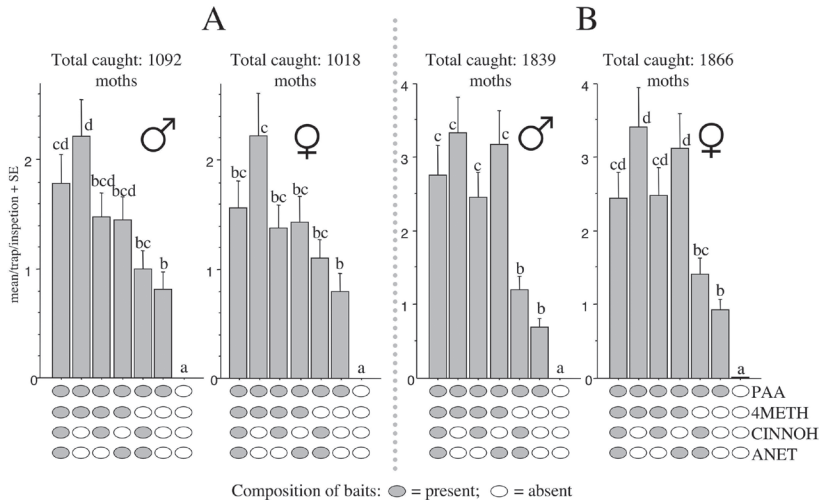 A
B
Total caught: 1092
moths
Total caught: 1018
moths
Total caught: 1839
moths
Total caught: 1866
moths
mean/trap/inspetion + SE
2
1
0
cd
d
bcd
bcd
bc
b
a
♂
2
1
0
bc
c
bc
bc
bc
b
a
♀
4
3
2
1
0
c
c
c
c
b
b
a
♂
4
3
2
1
0
cd
d
cd
d
bc
b
a
♀
PAA
4METH
CINNOH
ANET
Composition of baits: = present; = absent